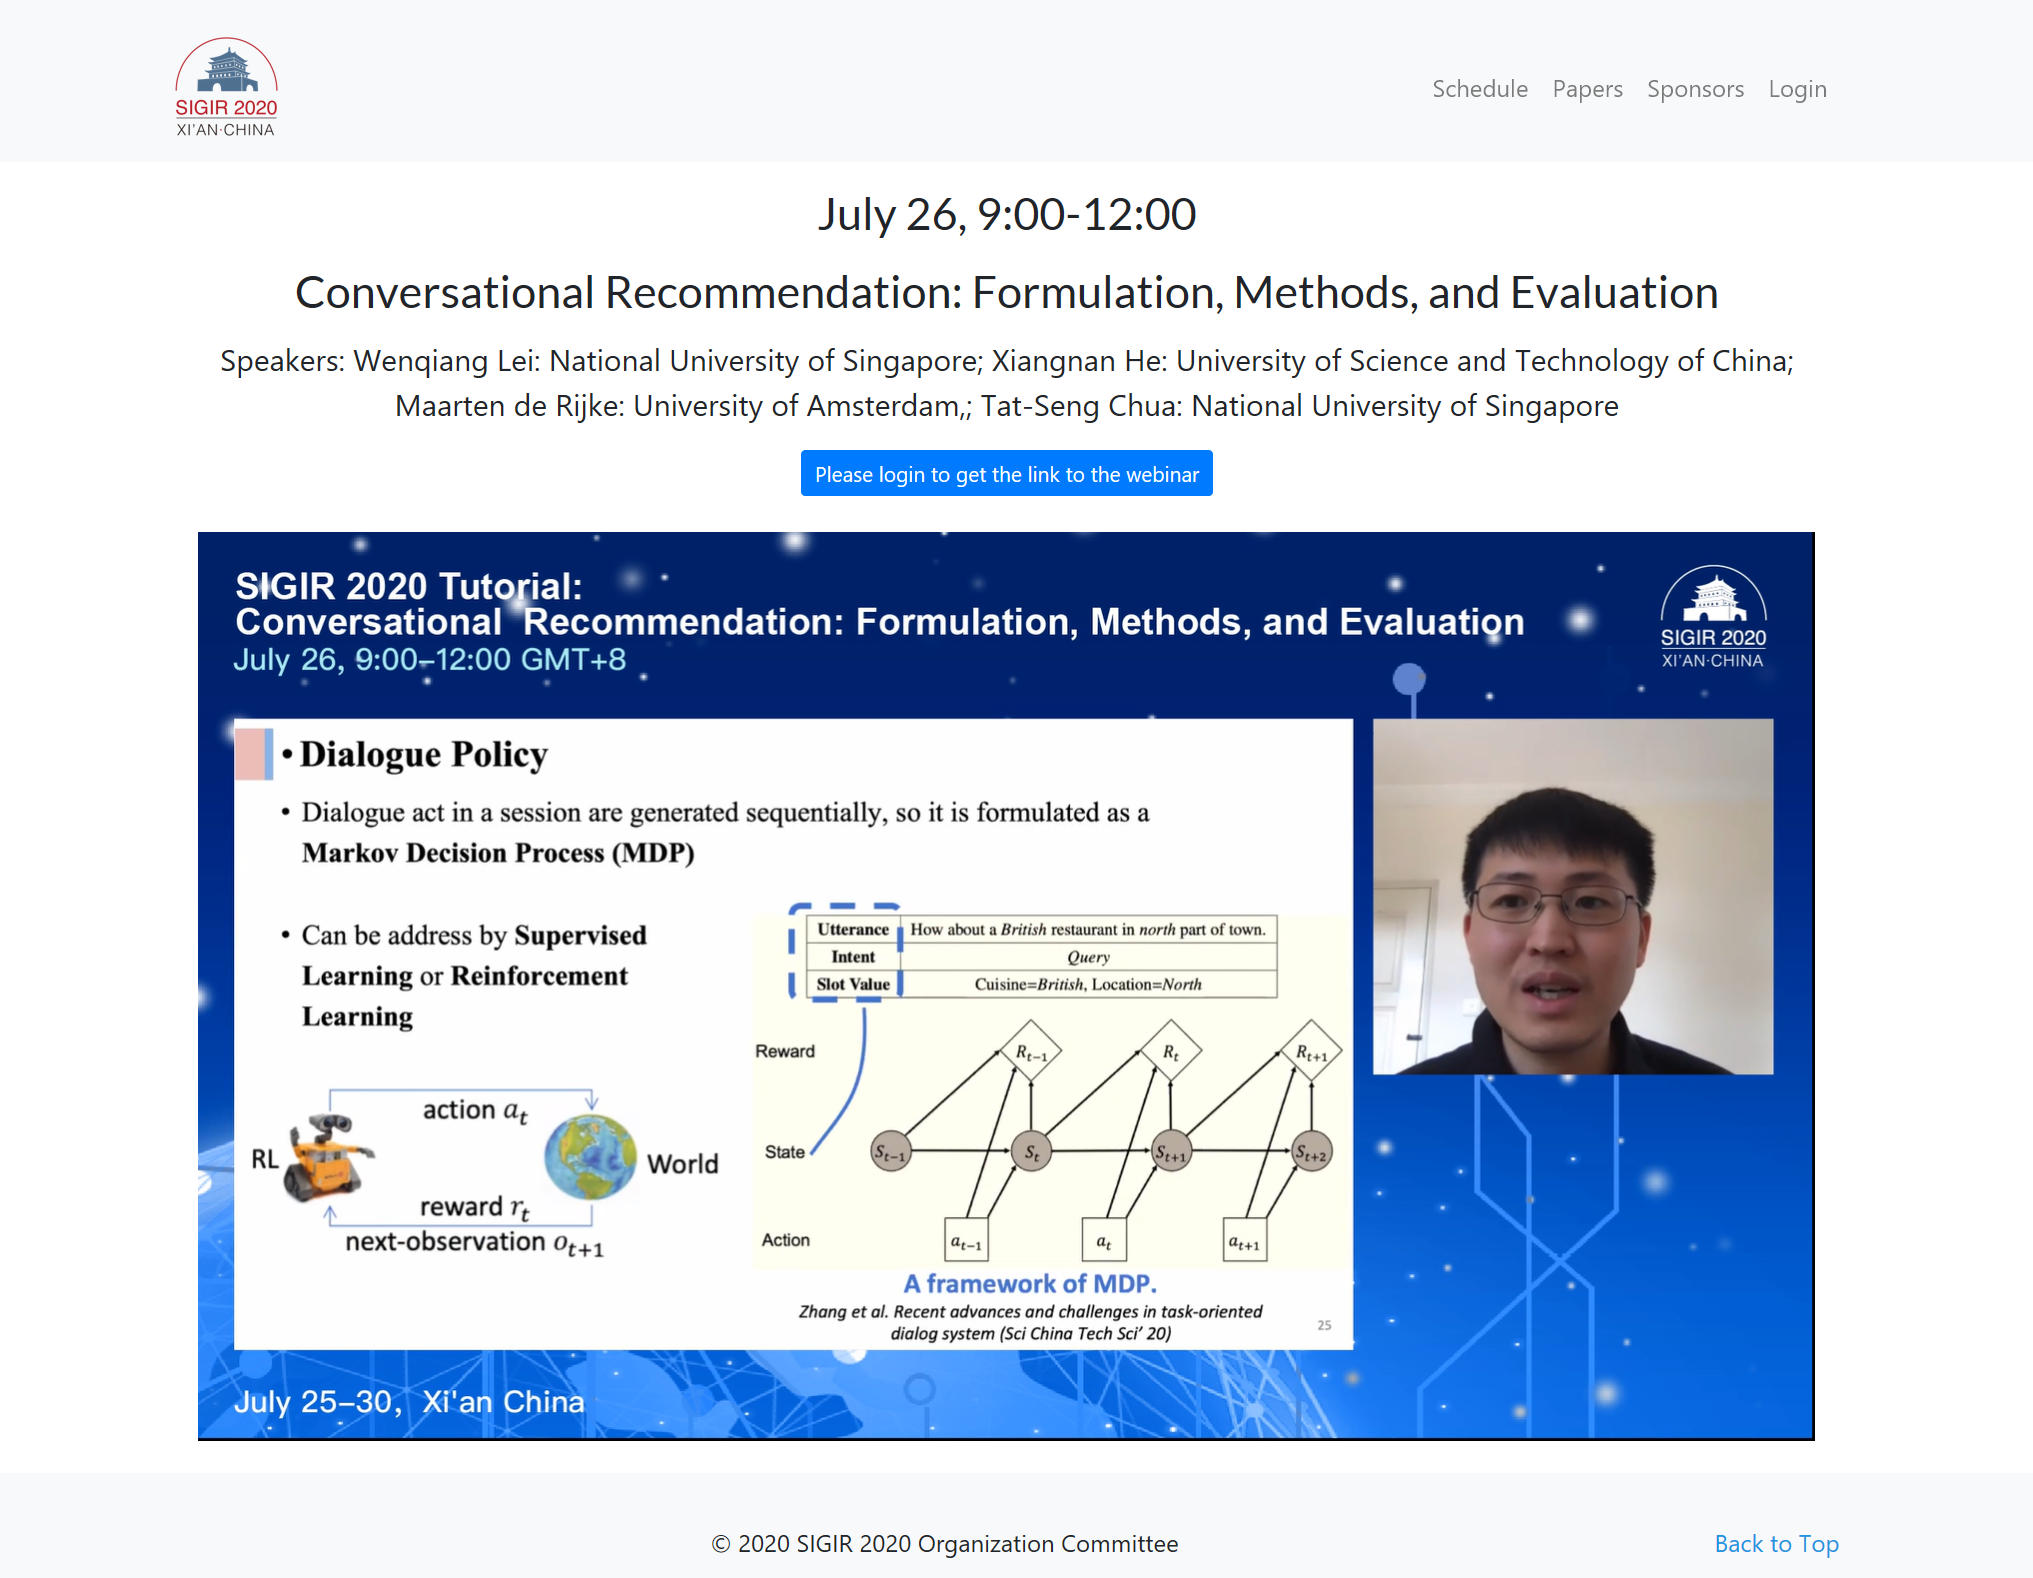 SIGIR 2020
XI'AN·CHINA
Schedule Papers Sponsors Login
July 26, 9:00-12:00
Conversational Recommendation: Formulation, Methods, and Evaluation
Speakers: Wenqiang Lei: National University of Singapore; Xiangnan He: University of Science and Technology of China;
Maarten de Rijke: University of Amsterdam,; Tat-Seng Chua: National University of Singapore
Please login to get the link to the webinar
SIGIR 2020 Tutorial:
Conversational Recommendation: Formulation, Methods, and Evaluation
July 26, 9:00–12:00 GMT+8
SIGIR 2020
XI'AN·CHINA
• Dialogue Policy
• Dialogue act in a session are generated sequentially, so it is formulated as a
Markov Decision Process (MDP)
• Can be address by Supervised
Learning or Reinforcement
Learning
action a_t
RL
World
reward r_t
next-observation o_{t+1}
Utterance How about a British restaurant in north part of town.
Intent Query
Slot Value Cuisine=British, Location=North
Reward R_{t−1} R_t R_{t+1}
State S_{t−1} S_t S_{t+1} S_{t+2}
Action a_{t−1} a_t a_{t+1}
A framework of MDP.
Zhang et al. Recent advances and challenges in task-oriented
dialog system (Sci China Tech Sci' 20)
25
July 25–30, Xi'an China
© 2020 SIGIR 2020 Organization Committee
Back to Top